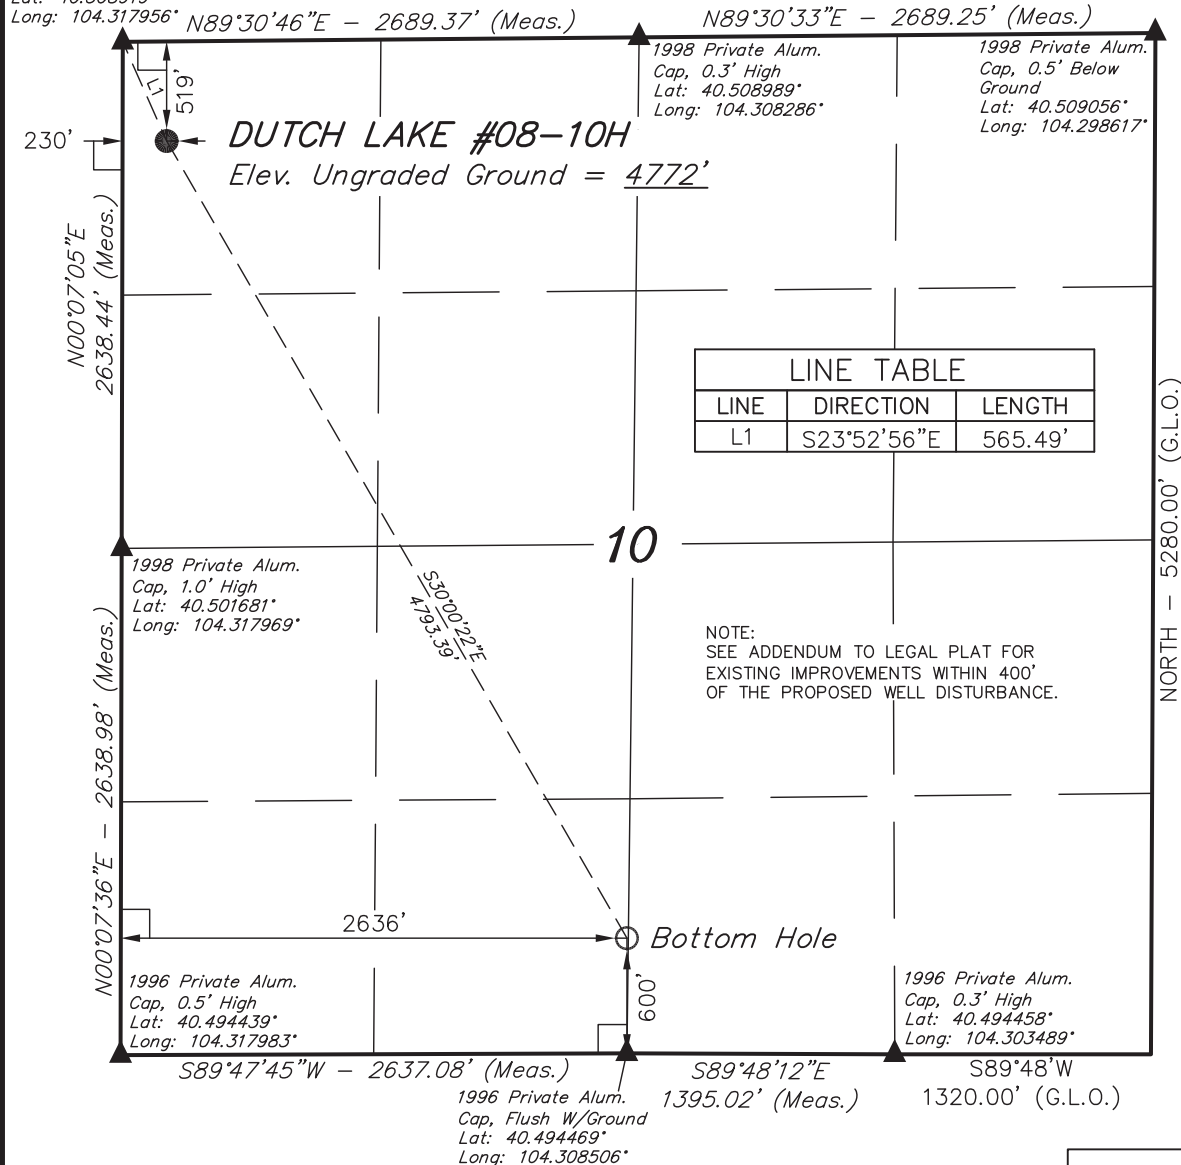 Long: 104.317956°
N89°30'46"E - 2689.37' (Meas.)
N89°30'33"E - 2689.25' (Meas.)
1998 Private Alum.
Cap, 0.3' High
Lat: 40.508989°
Long: 104.308286°
1998 Private Alum.
Cap, 0.5' Below
Ground
Lat: 40.509056°
Long: 104.298617°
L1
519'
230'
DUTCH LAKE #08-10H
Elev. Ungraded Ground = 4772'
N00°07'05"E
2638.44' (Meas.)
LINE TABLE
LINE DIRECTION LENGTH
L1 S23°52'56"E 565.49'
NORTH - 5280.00' (G.L.O.)
10
1998 Private Alum.
Cap, 1.0' High
Lat: 40.501681°
Long: 104.317969°
S30°00'22"E
4793.39'
NOTE:
SEE ADDENDUM TO LEGAL PLAT FOR
EXISTING IMPROVEMENTS WITHIN 400'
OF THE PROPOSED WELL DISTURBANCE.
N00°07'36"E - 2638.98' (Meas.)
2636'
Bottom Hole
600'
1996 Private Alum.
Cap, 0.5' High
Lat: 40.494439°
Long: 104.317983°
1996 Private Alum.
Cap, 0.3' High
Lat: 40.494458°
Long: 104.303489°
S89°47'45"W - 2637.08' (Meas.)
S89°48'12"E
1395.02' (Meas.)
S89°48'W
1320.00' (G.L.O.)
1996 Private Alum.
Cap, Flush W/Ground
Lat: 40.494469°
Long: 104.308506°